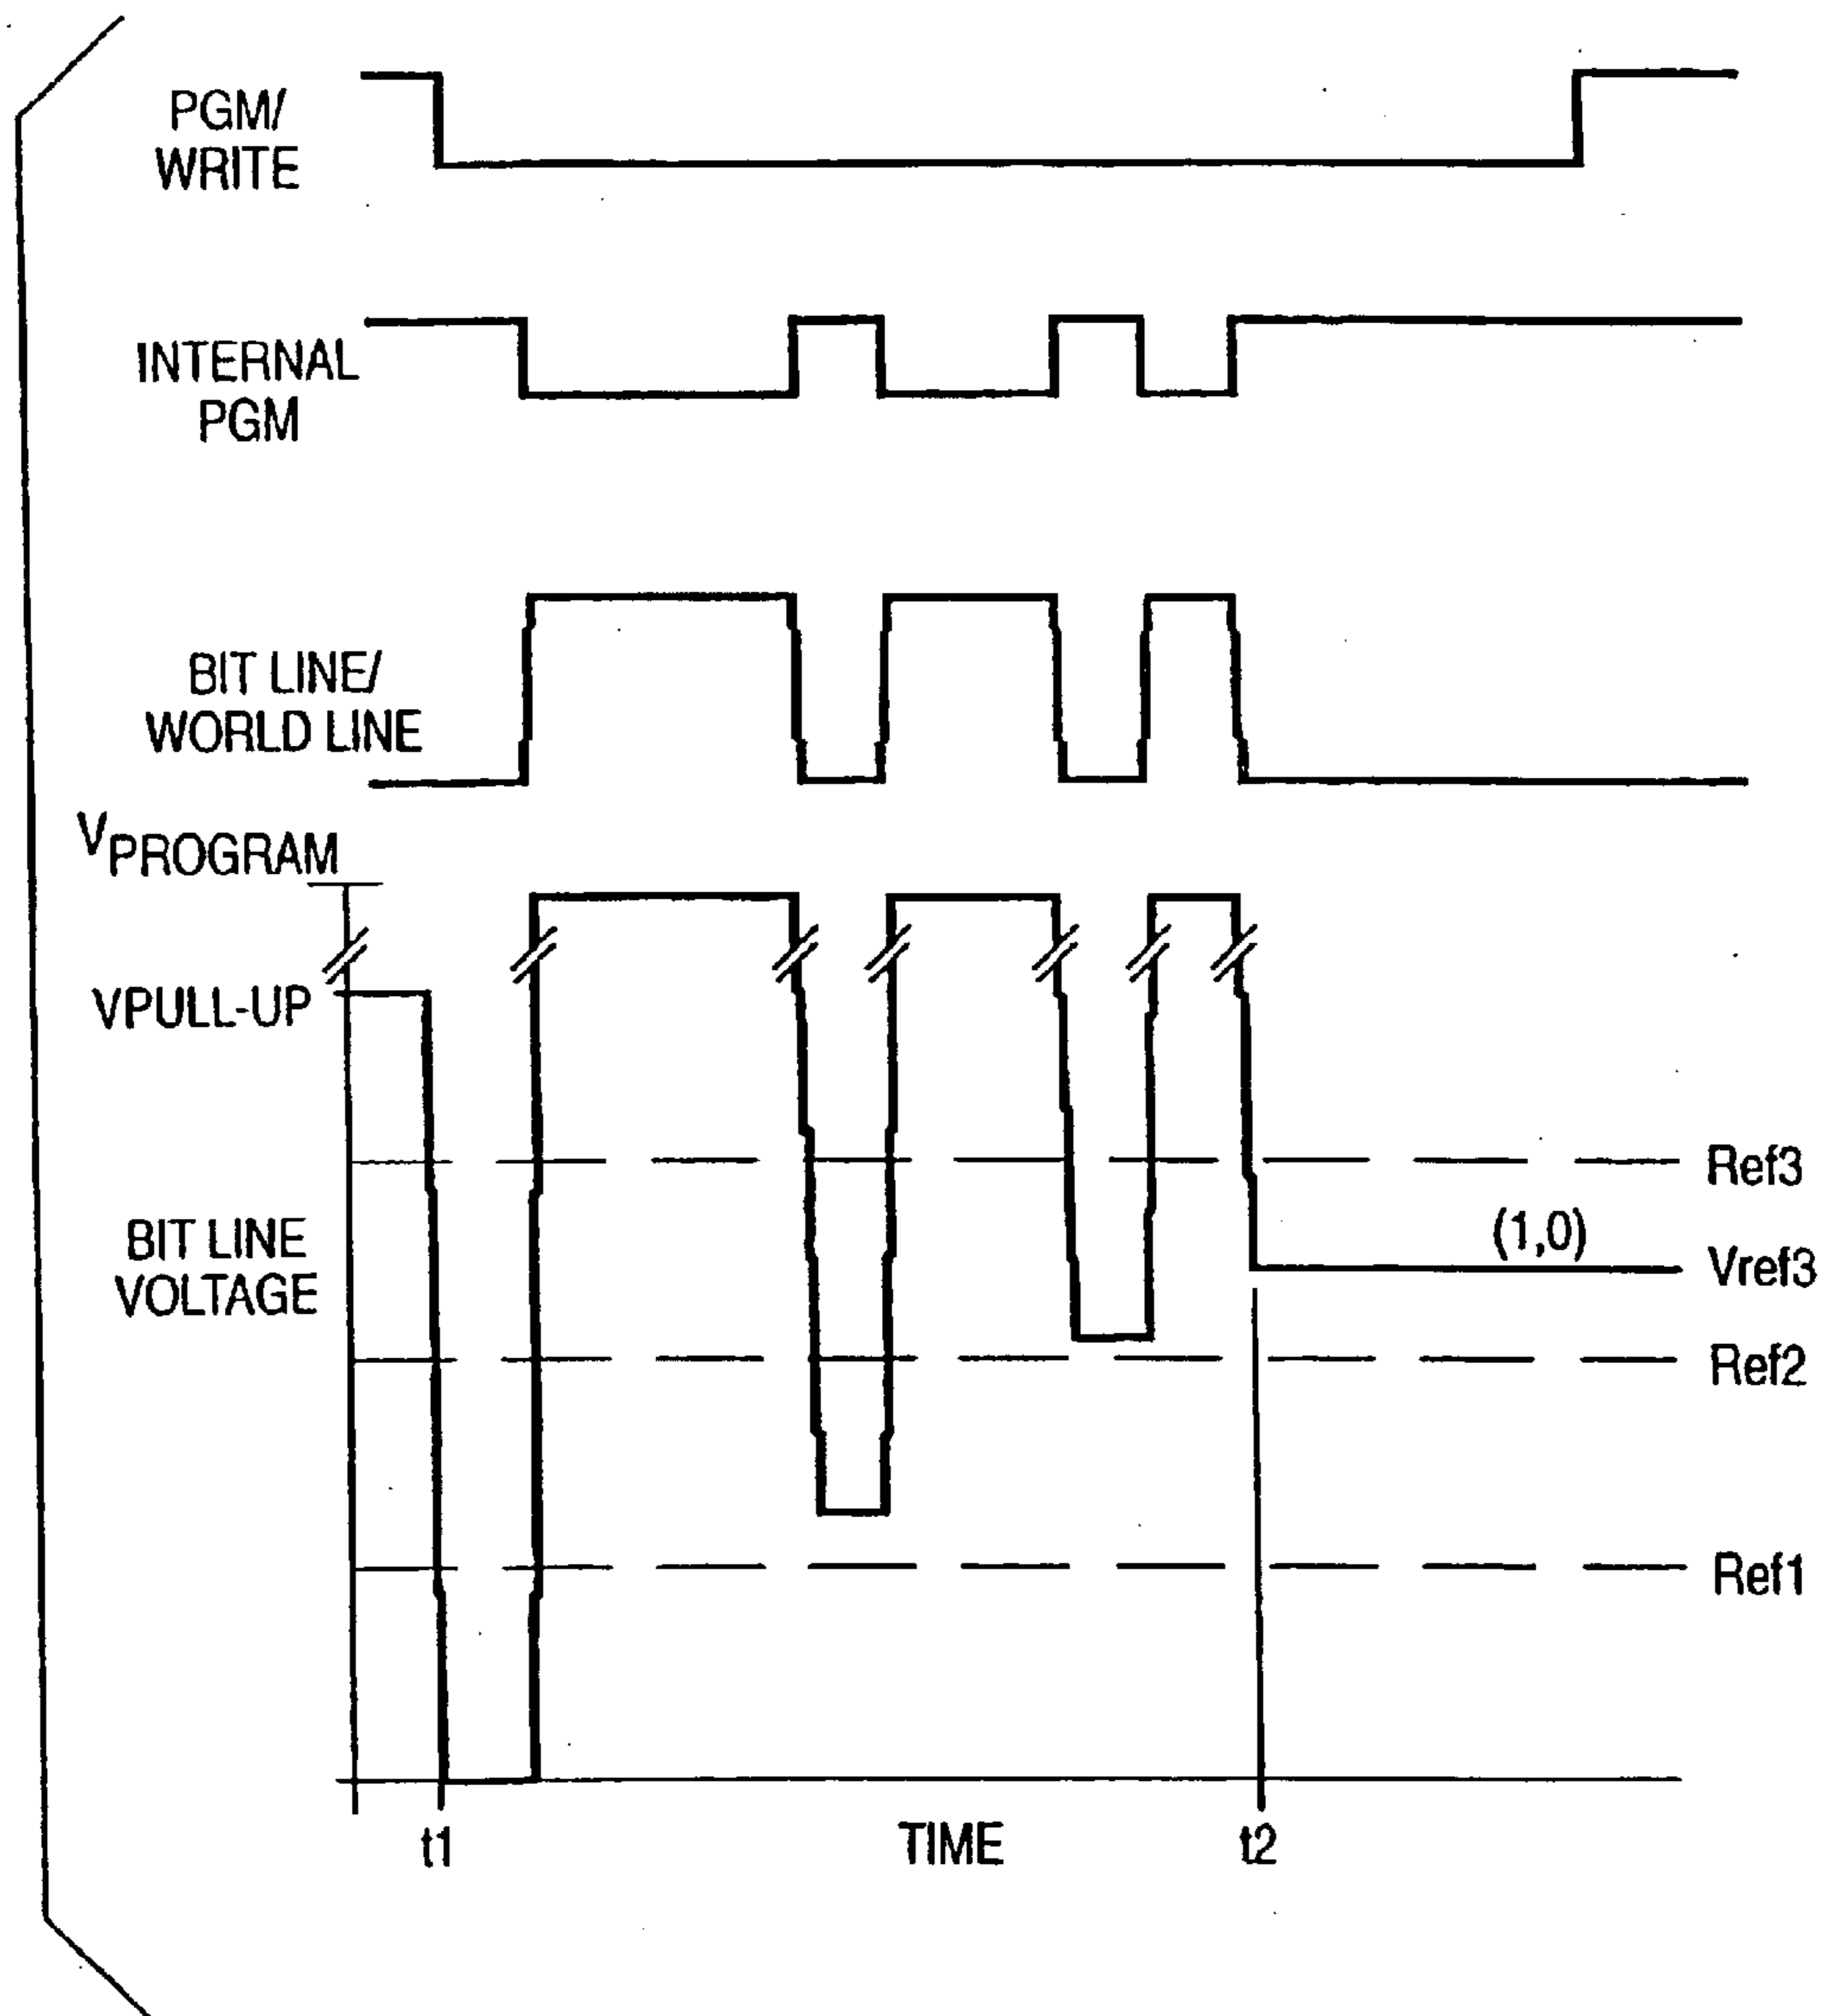 PGM/
WRITE
INTERNAL
PGM
BIT LINE/
WORLD LINE
VPROGRAM
VPULL-UP
Ref3
(1,0)
BIT LINE
VOLTAGE
Vref3
Ref2
Ref1
t1
TIME
t2